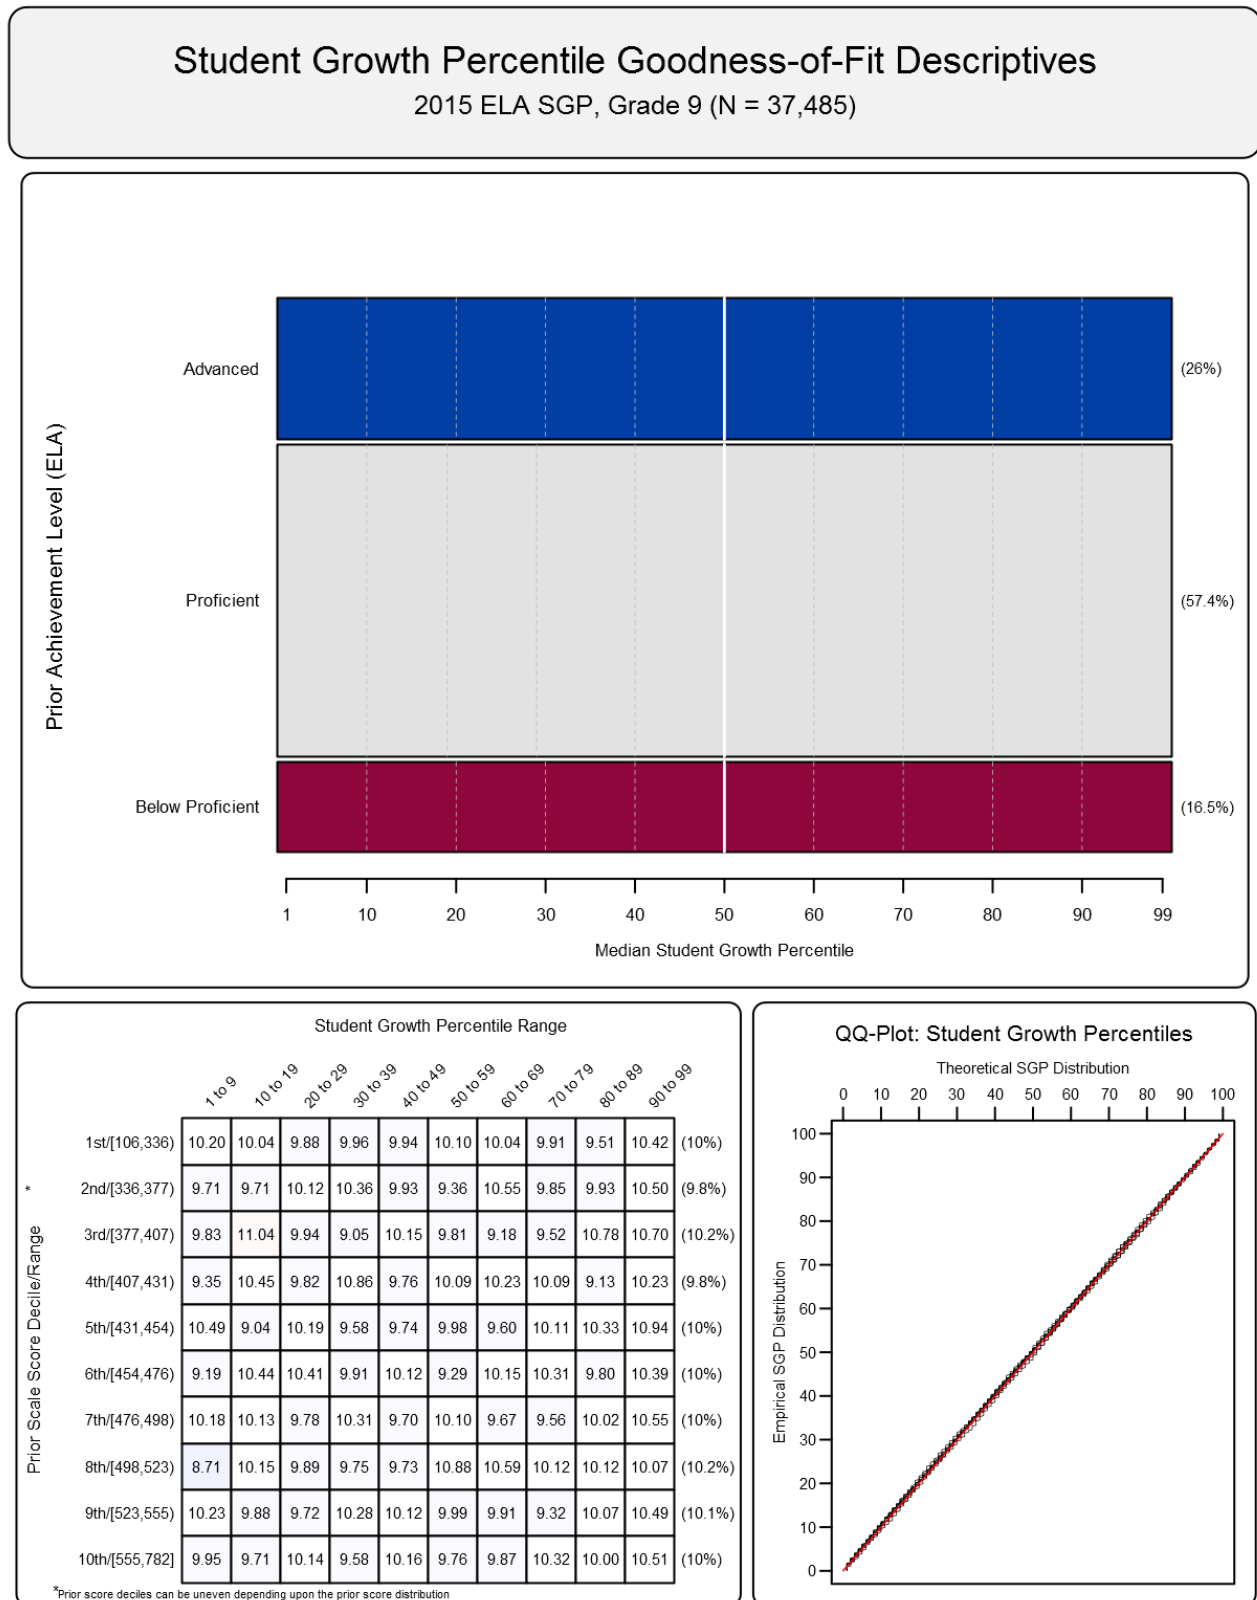 Student Growth Percentile Goodness-of-Fit Descriptives
2015 ELA SGP, Grade 9 (N = 37,485)
Prior Achievement Level (ELA)
Advanced
(26%)
Proficient
(57.4%)
Below Proficient
(16.5%)
1 10 20 30 40 50 60 70 80 90 99
Median Student Growth Percentile
Student Growth Percentile Range
1 to 9 10 to 19 20 to 29 30 to 39 40 to 49 50 to 59 60 to 69 70 to 79 80 to 89 90 to 99
Prior Scale Score Decile/Range *
1st/[106,336) 10.20 10.04 9.88 9.96 9.94 10.10 10.04 9.91 9.51 10.42 (10%)
2nd/[336,377) 9.71 9.71 10.12 10.36 9.93 9.36 10.55 9.85 9.93 10.50 (9.8%)
3rd/[377,407) 9.83 11.04 9.94 9.05 10.15 9.81 9.18 9.52 10.78 10.70 (10.2%)
4th/[407,431) 9.35 10.45 9.82 10.86 9.76 10.09 10.23 10.09 9.13 10.23 (9.8%)
5th/[431,454) 10.49 9.04 10.19 9.58 9.74 9.98 9.60 10.11 10.33 10.94 (10%)
6th/[454,476) 9.19 10.44 10.41 9.91 10.12 9.29 10.15 10.31 9.80 10.39 (10%)
7th/[476,498) 10.18 10.13 9.78 10.31 9.70 10.10 9.67 9.56 10.02 10.55 (10%)
8th/[498,523) 8.71 10.15 9.89 9.75 9.73 10.88 10.59 10.12 10.12 10.07 (10.2%)
9th/[523,555) 10.23 9.88 9.72 10.28 10.12 9.99 9.91 9.32 10.07 10.49 (10.1%)
10th/[555,782] 9.95 9.71 10.14 9.58 10.16 9.76 9.87 10.32 10.00 10.51 (10%)
*Prior score deciles can be uneven depending upon the prior score distribution
QQ-Plot: Student Growth Percentiles
Theoretical SGP Distribution
0 10 20 30 40 50 60 70 80 90 100
Empirical SGP Distribution
100
90
80
70
60
50
40
30
20
10
0